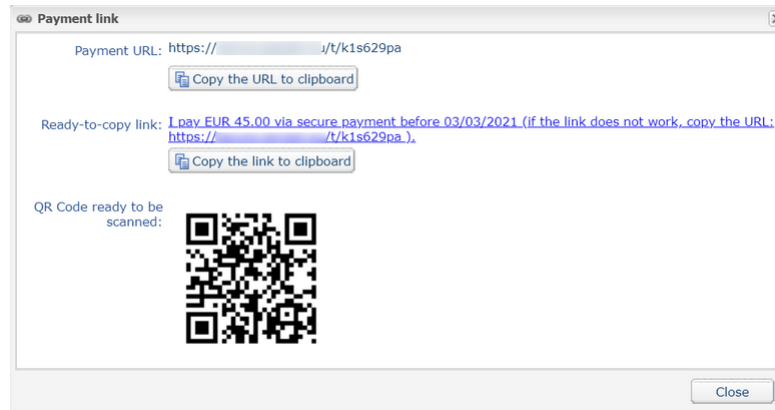 Payment link
Payment URL: https:// /t/k1s629pa
Copy the URL to clipboard
Ready-to-copy link: I pay EUR 45.00 via secure payment before 03/03/2021 (if the link does not work, copy the URL:
https:// /t/k1s629pa ).
Copy the link to clipboard
QR Code ready to be
scanned:
Close